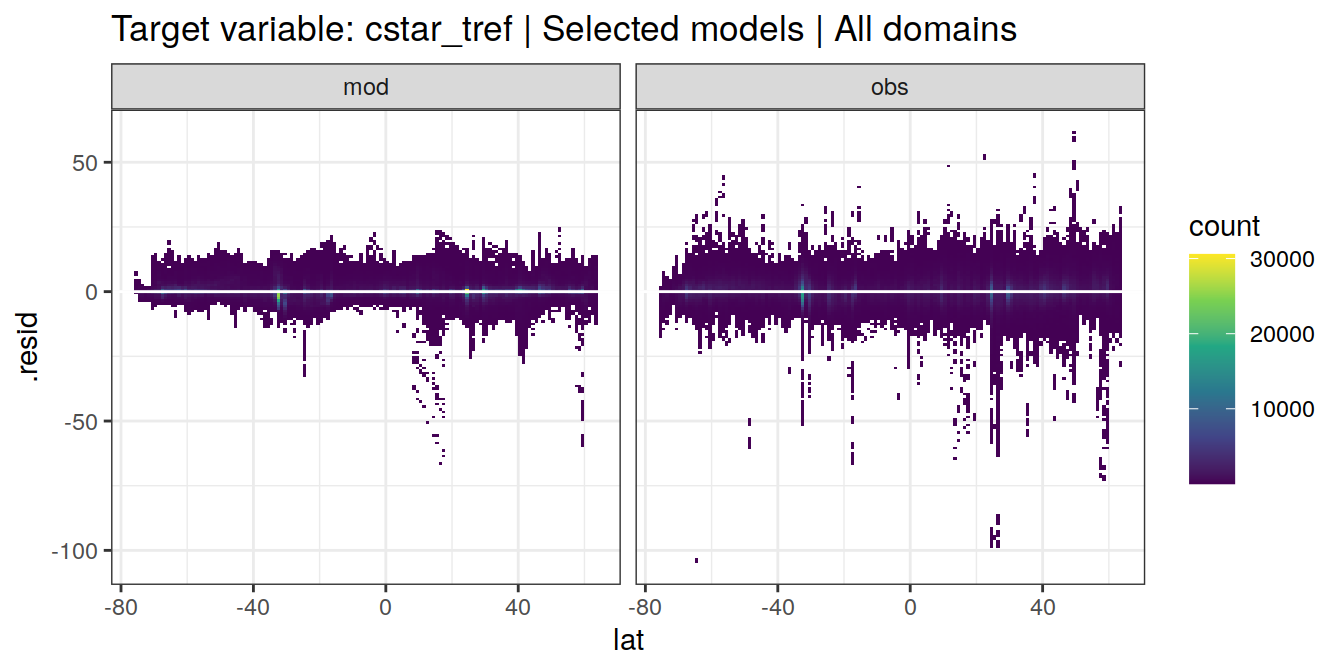 Target variable: cstar_tref | Selected models | All domains
mod
obs
.resid
50
0
-50
-100
-80
-40
0
40
-80
-40
0
40
lat
count
30000
20000
10000